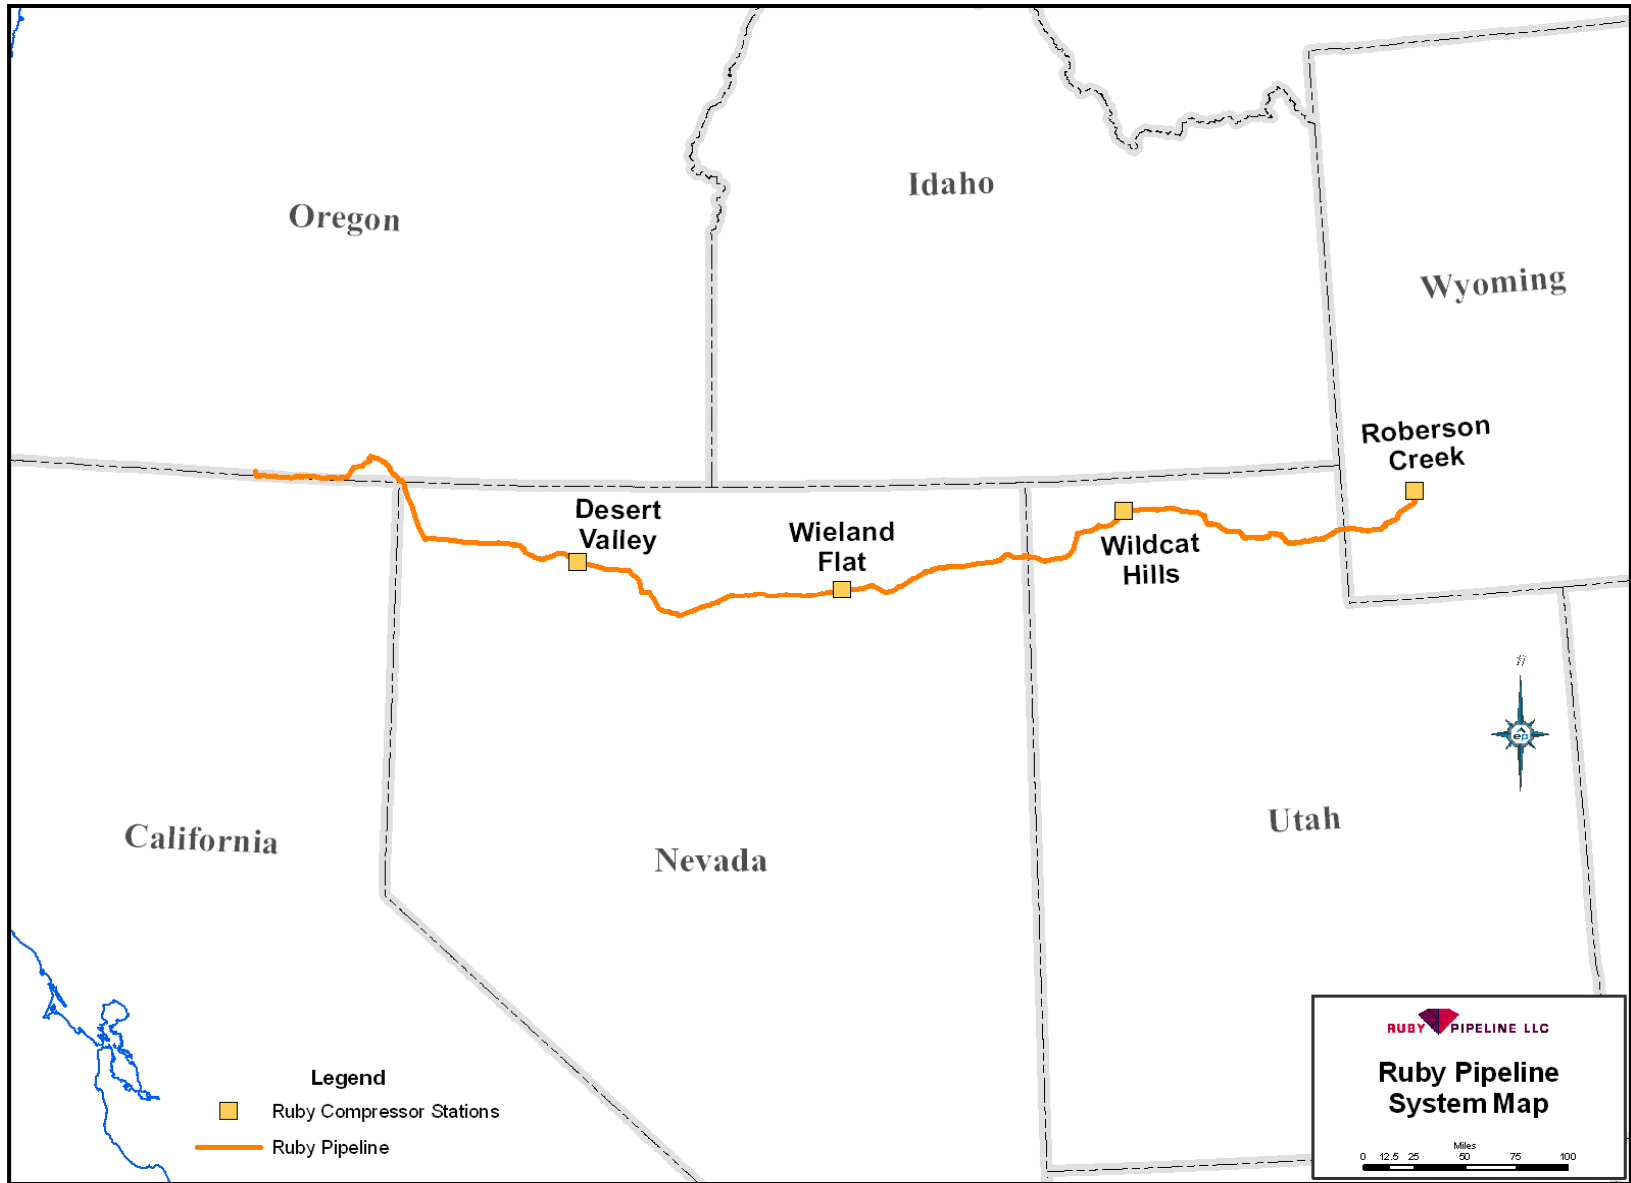 Idaho
Oregon
Wyoming
Roberson
Creek
Desert
Valley
Wieland
Flat
Wildcat
Hills
California
Nevada
Utah
ep
Legend
Ruby Compressor Stations
Ruby Pipeline
RUBY PIPELINE LLC
Ruby Pipeline
System Map
Miles
0 12.5 25 50 75 100